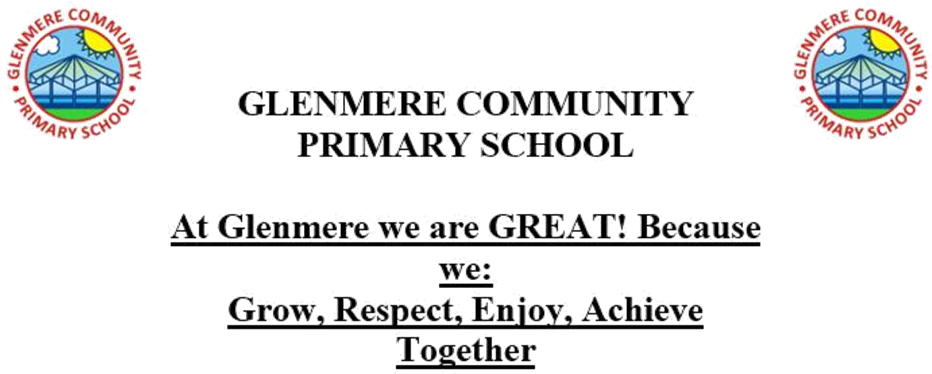 GLENMERE COMMUNITY
PRIMARY SCHOOL
GLENMERE COMMUNITY
PRIMARY SCHOOL
GLENMERE COMMUNITY
PRIMARY SCHOOL
At Glenmere we are GREAT! Because
we:
Grow, Respect, Enjoy, Achieve
Together